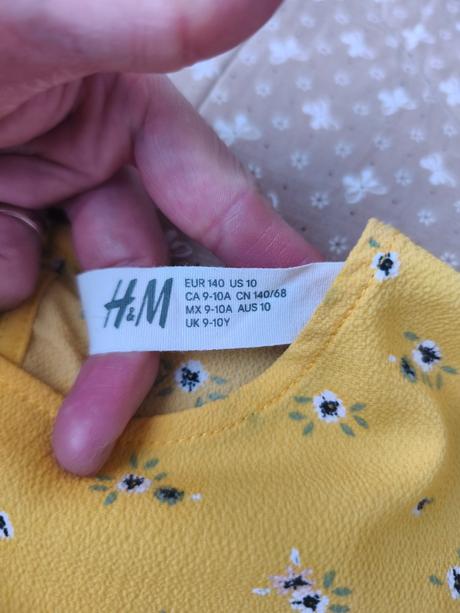 H&M
EUR 140 US 10
CA 9-10A CN 140/68
MX 9-10A AUS 10
UK 9-10Y